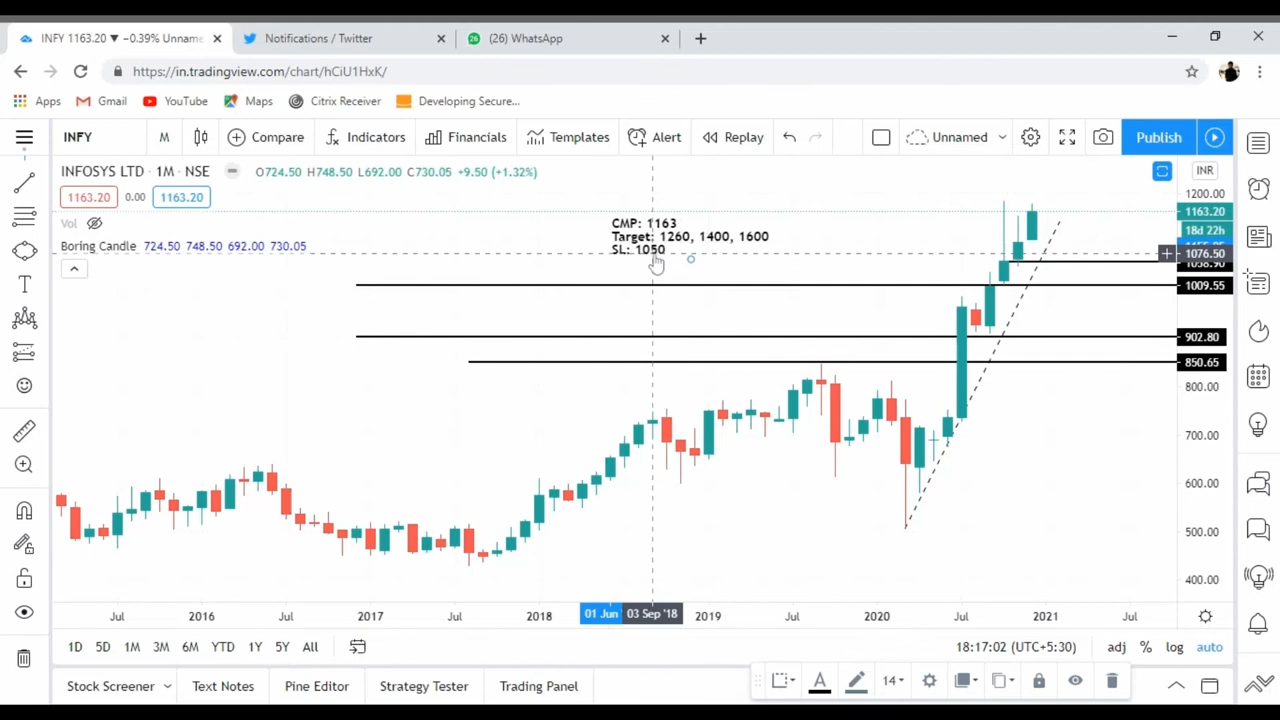 INFY 1163.20 ▼ −0.39% Unname
Notifications / Twitter
(26) WhatsApp
https://in.tradingview.com/chart/hCiU1HxK/
Apps Gmail YouTube Maps Citrix Receiver Developing Secure...
INFY M Compare Indicators Financials Templates Alert Replay Unnamed Publish
INFOSYS LTD · 1M · NSE O724.50 H748.50 L692.00 C730.05 +9.50 (+1.32%)
INR
1163.20 0.00 1163.20
1200.00
1163.20
Vol
CMP: 1163
18d 22h
Target: 1260, 1400, 1600
Boring Candle 724.50 748.50 692.00 730.05
SL: 1050
1076.50
1009.55
902.80
850.65
800.00
700.00
600.00
500.00
400.00
Jul 2016 Jul 2017 Jul 2018 01 Jun 03 Sep '18 2019 Jul 2020 Jul 2021 Jul
1D 5D 1M 3M 6M YTD 1Y 5Y All 18:17:02 (UTC+5:30) adj % log auto
Stock Screener Text Notes Pine Editor Strategy Tester Trading Panel 14